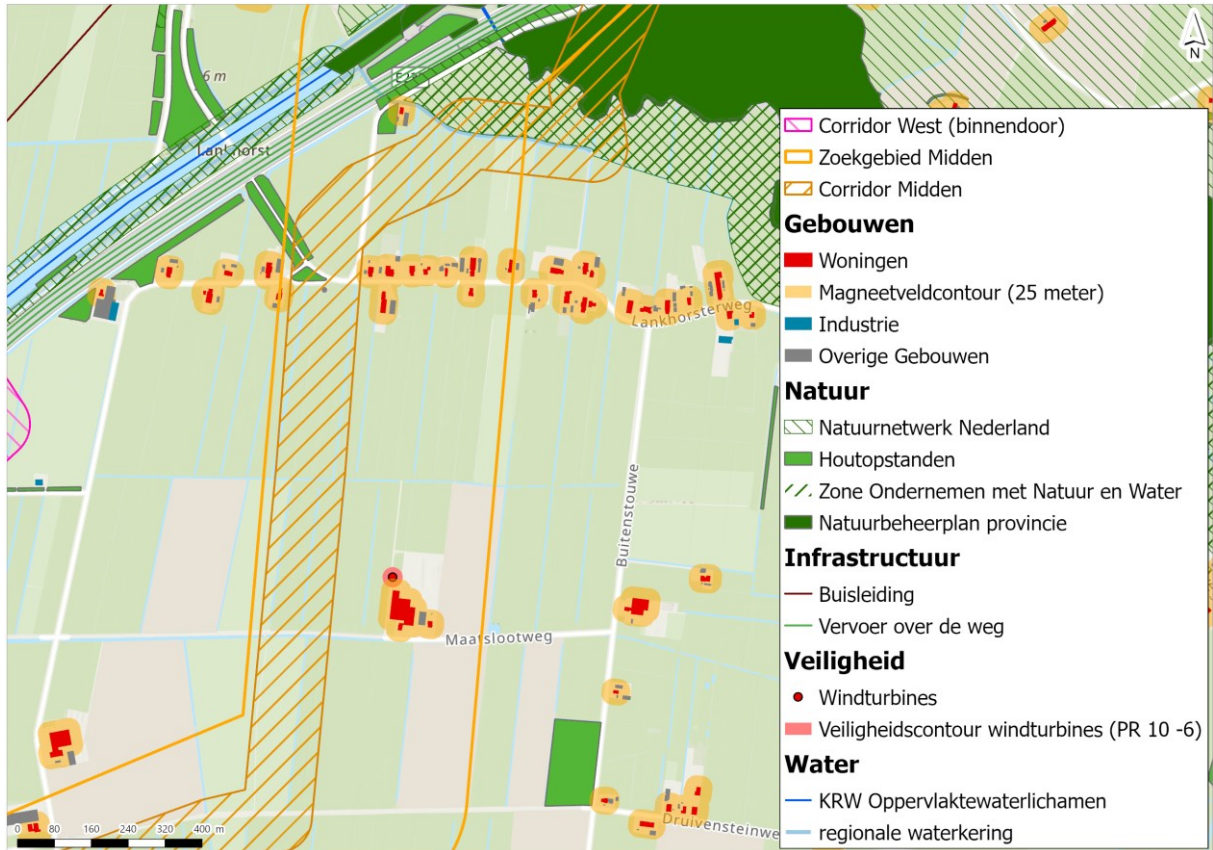 N
6 m
Lankhorst
Lankhorsterweg
Buitenstouwe
Maatslootweg
Druivensteinweg
0 80 160 240 320 400 m
Corridor West (binnendoor)
Zoekgebied Midden
Corridor Midden
Gebouwen
Woningen
Magneetveldcontour (25 meter)
Industrie
Overige Gebouwen
Natuur
Natuurnetwerk Nederland
Houtopstanden
Zone Ondernemen met Natuur en Water
Natuurbeheerplan provincie
Infrastructuur
Buisleiding
Vervoer over de weg
Veiligheid
Windturbines
Veiligheidscontour windturbines (PR 10 -6)
Water
KRW Oppervlaktewaterlichamen
regionale waterkering